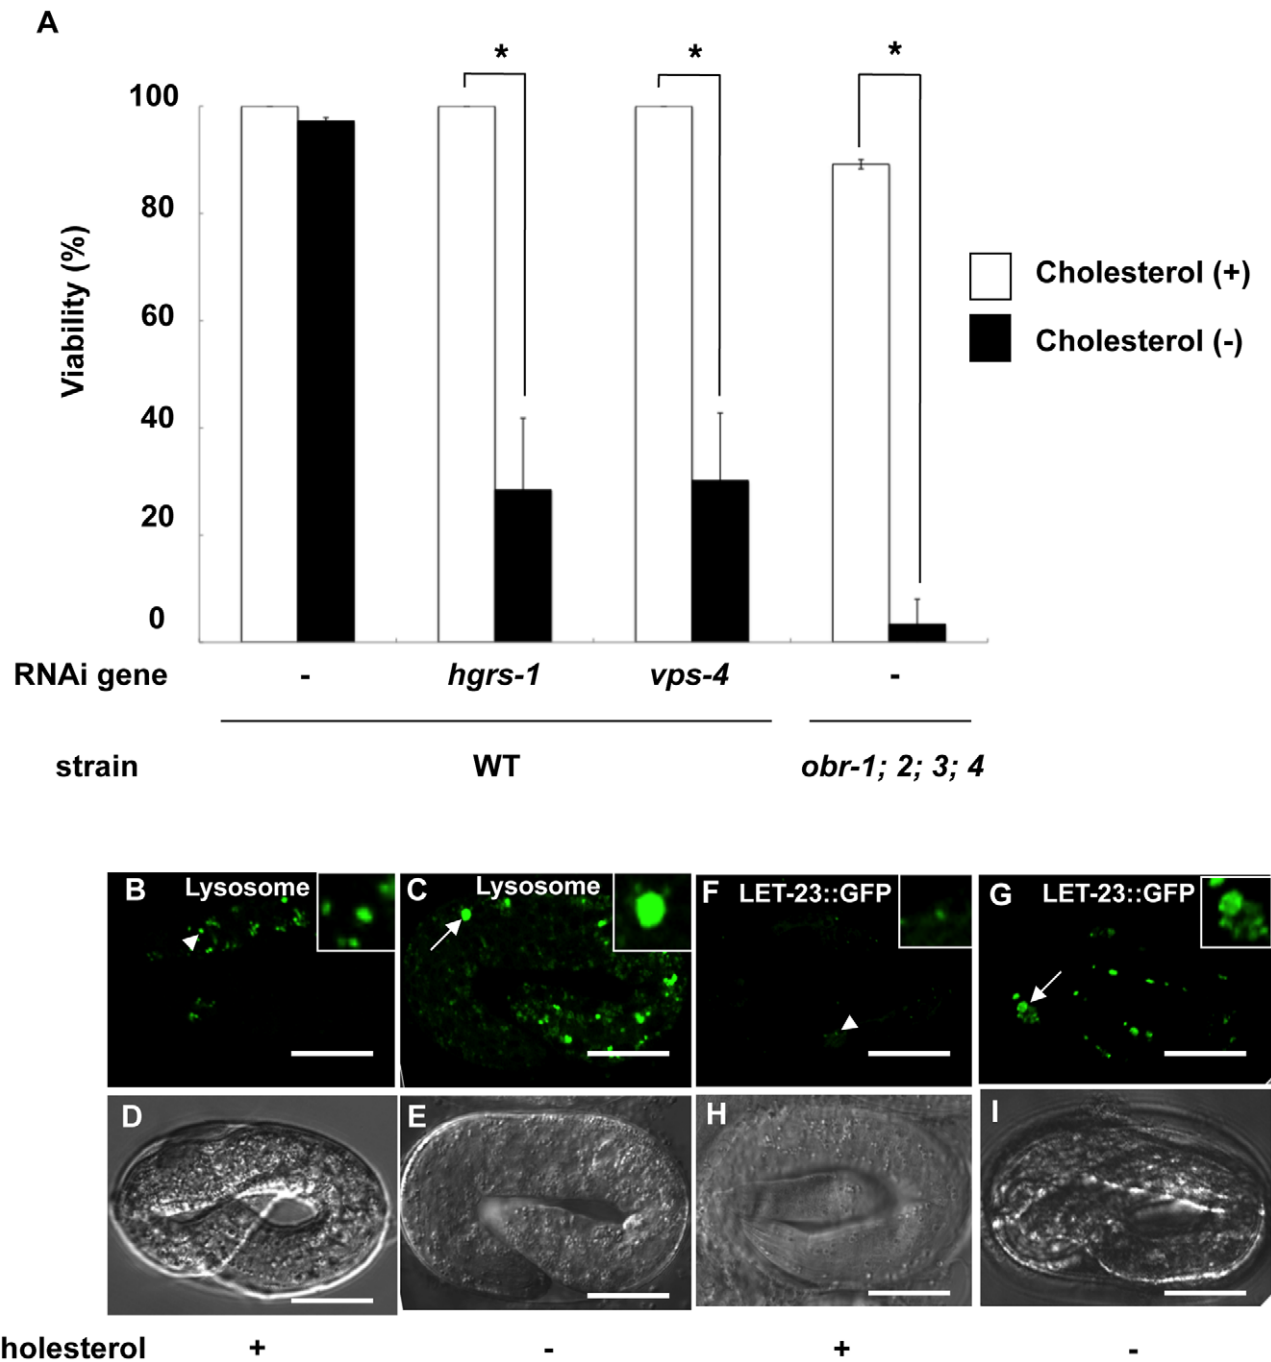 A
*
*
*
100
80
60
40
20
0
Viability (%)
Cholesterol (+)
Cholesterol (-)
RNAi gene - hgrs-1 vps-4 -
strain WT obr-1; 2; 3; 4
B Lysosome
C Lysosome
F LET-23::GFP
G LET-23::GFP
D
E
H
I
holesterol + - + -